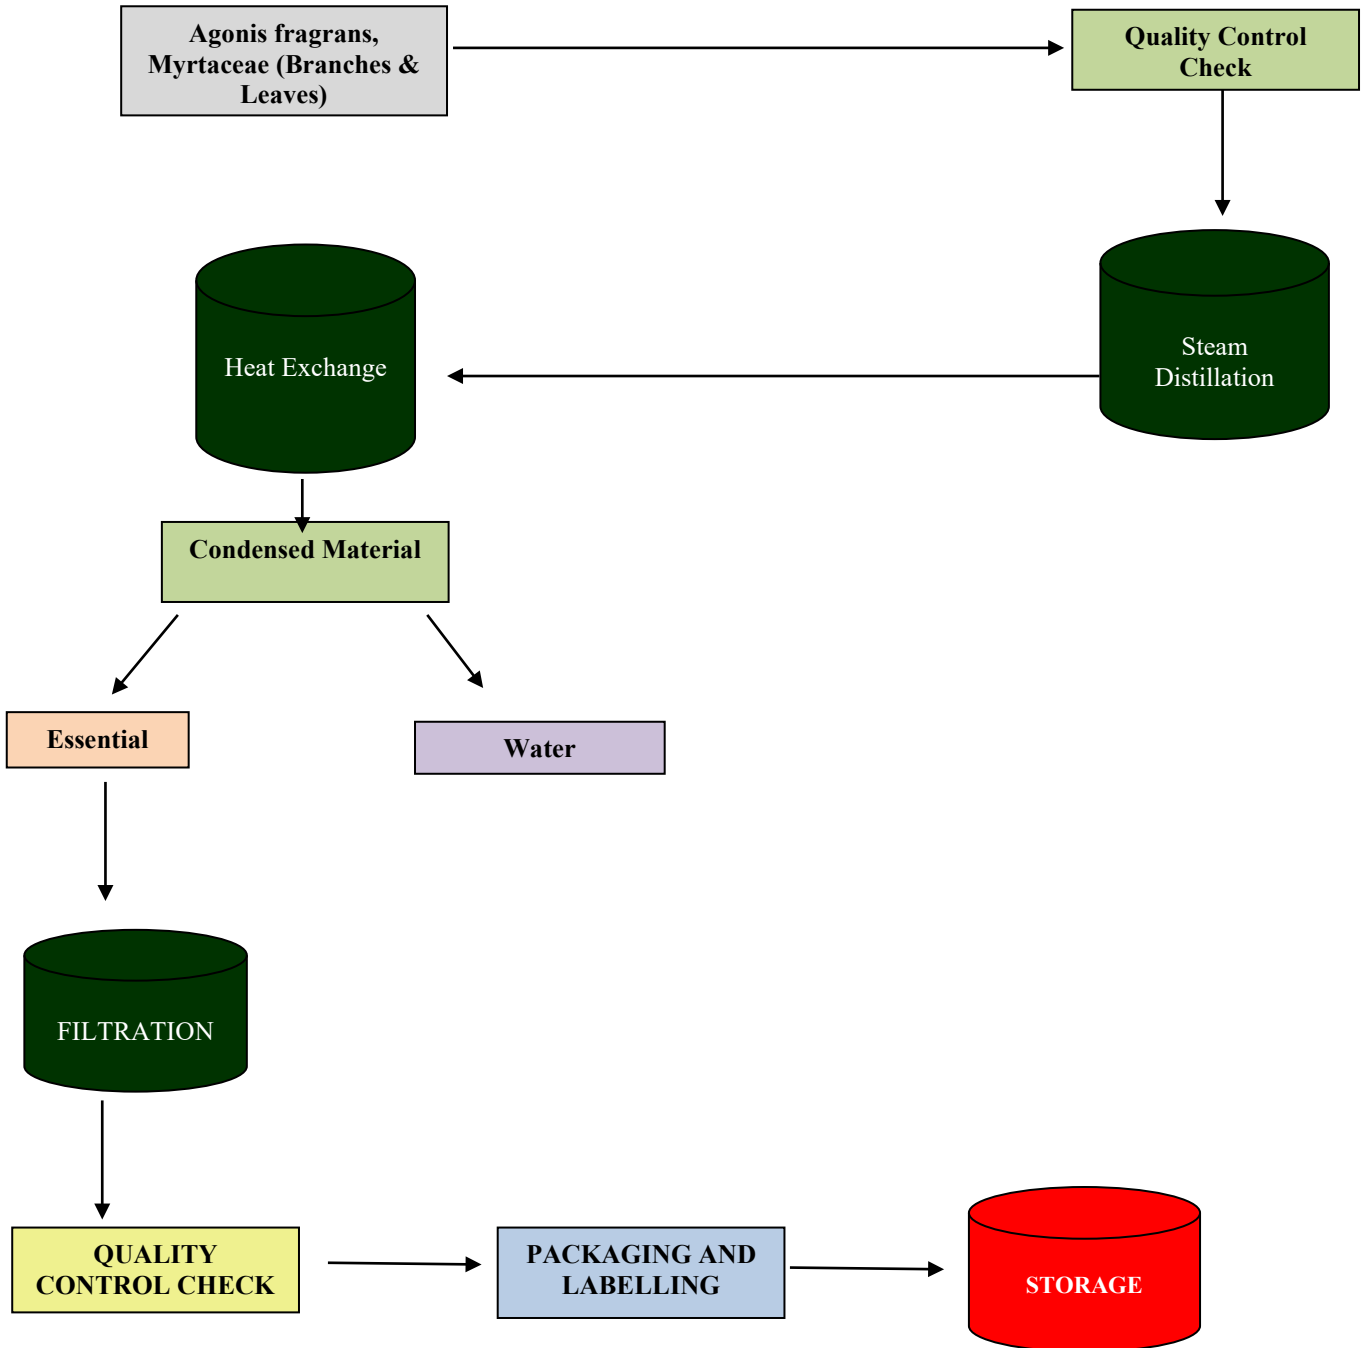 Agonis fragrans,
Myrtaceae (Branches &
Leaves)
Quality Control
Check
Heat Exchange
Steam
Distillation
Condensed Material
Essential
Water
FILTRATION
QUALITY
CONTROL CHECK
PACKAGING AND
LABELLING
STORAGE